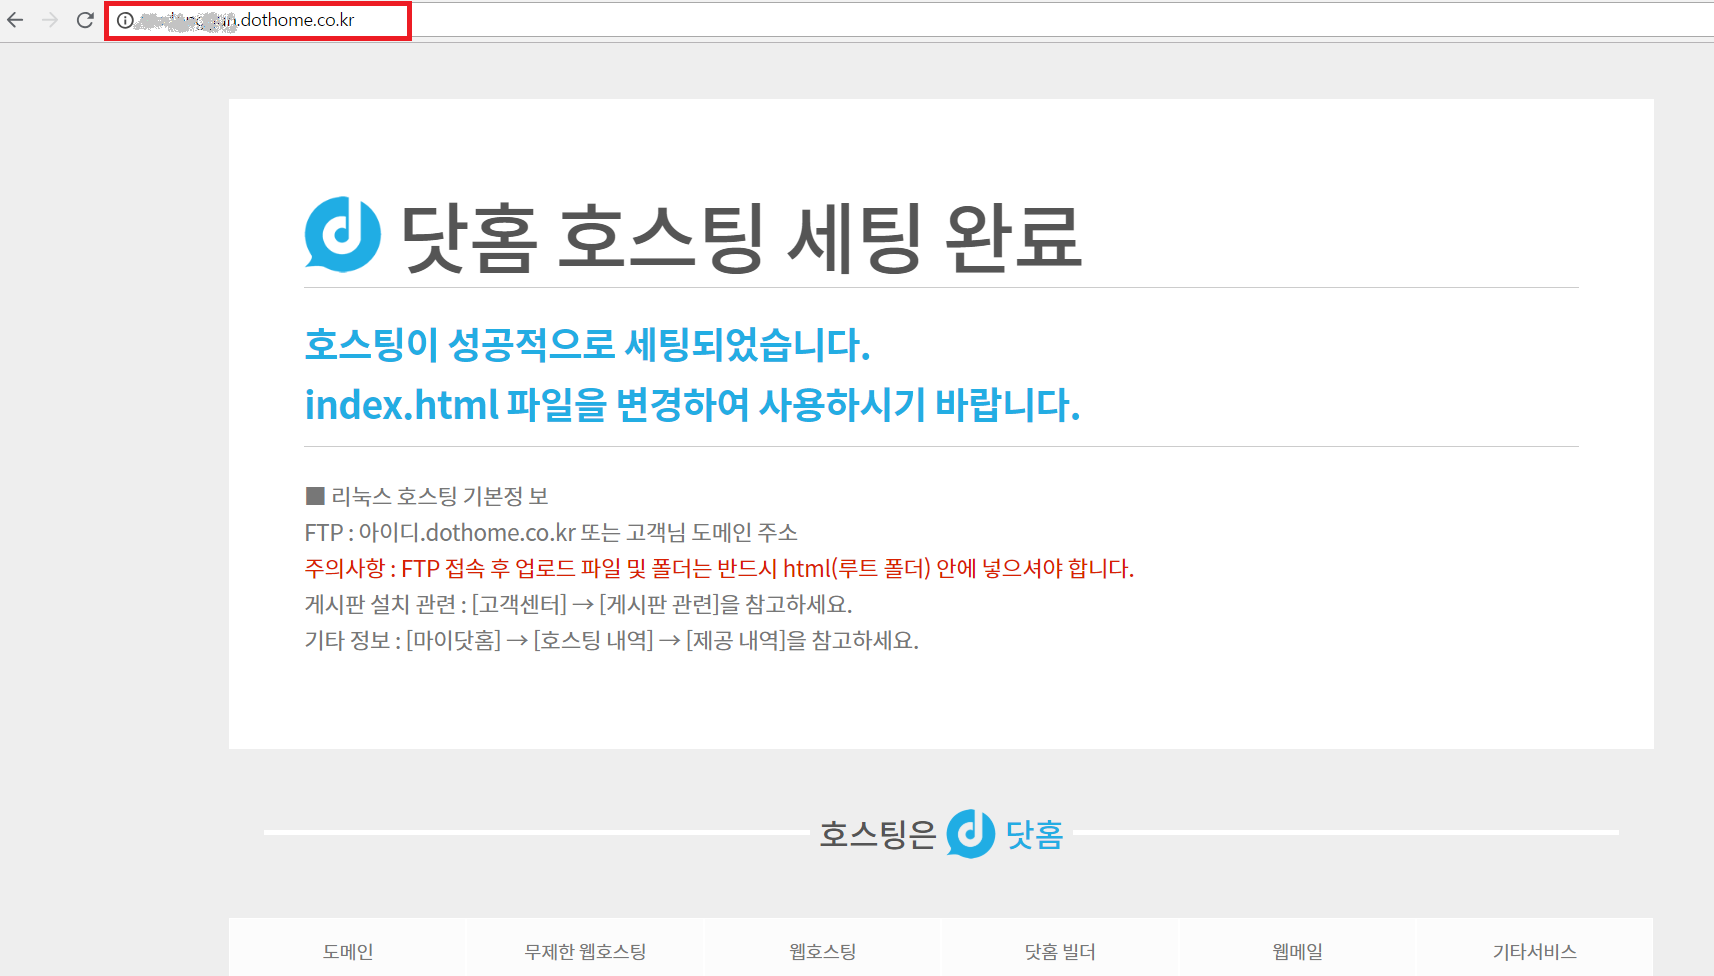 .dothome.co.kr
닷홈 호스팅 세팅 완료
호스팅이 성공적으로 세팅되었습니다.
index.html 파일을 변경하여 사용하시기 바랍니다.
■ 리눅스 호스팅 기본정 보
FTP : 아이디.dothome.co.kr 또는 고객님 도메인 주소
주의사항 : FTP 접속 후 업로드 파일 및 폴더는 반드시 html(루트 폴더) 안에 넣으셔야 합니다.
게시판 설치 관련 : [고객센터] → [게시판 관련]을 참고하세요.
기타 정보 : [마이닷홈] → [호스팅 내역] → [제공 내역]을 참고하세요.
호스팅은 닷홈
도메인 무제한 웹호스팅 웹호스팅 닷홈 빌더 웹메일 기타서비스